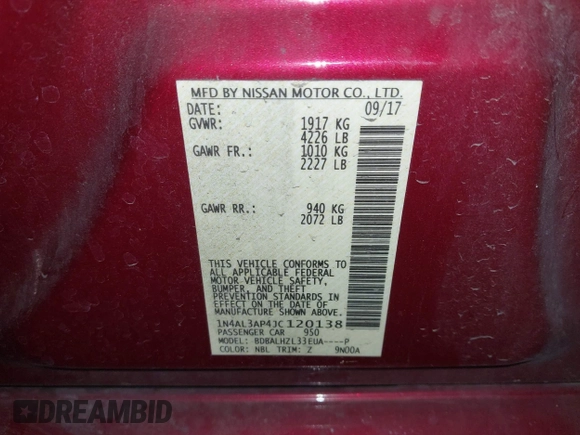 MFD BY NISSAN MOTOR CO., LTD.
DATE: 09/17
GVWR: 1917 KG
4226 LB
GAWR FR.: 1010 KG
2227 LB
GAWR RR.: 940 KG
2072 LB
THIS VEHICLE CONFORMS TO
ALL APPLICABLE FEDERAL
MOTOR VEHICLE SAFETY,
BUMPER, AND THEFT
PREVENTION STANDARDS IN
EFFECT ON THE DATE OF
MANUFACTURE SHOWN ABOVE.
1N4AL3AP4JC120138
PASSENGER CAR 950
MODEL: BDBALHZL33EUA----P
COLOR: NBL TRIM: Z 9N00A
DREAMBID